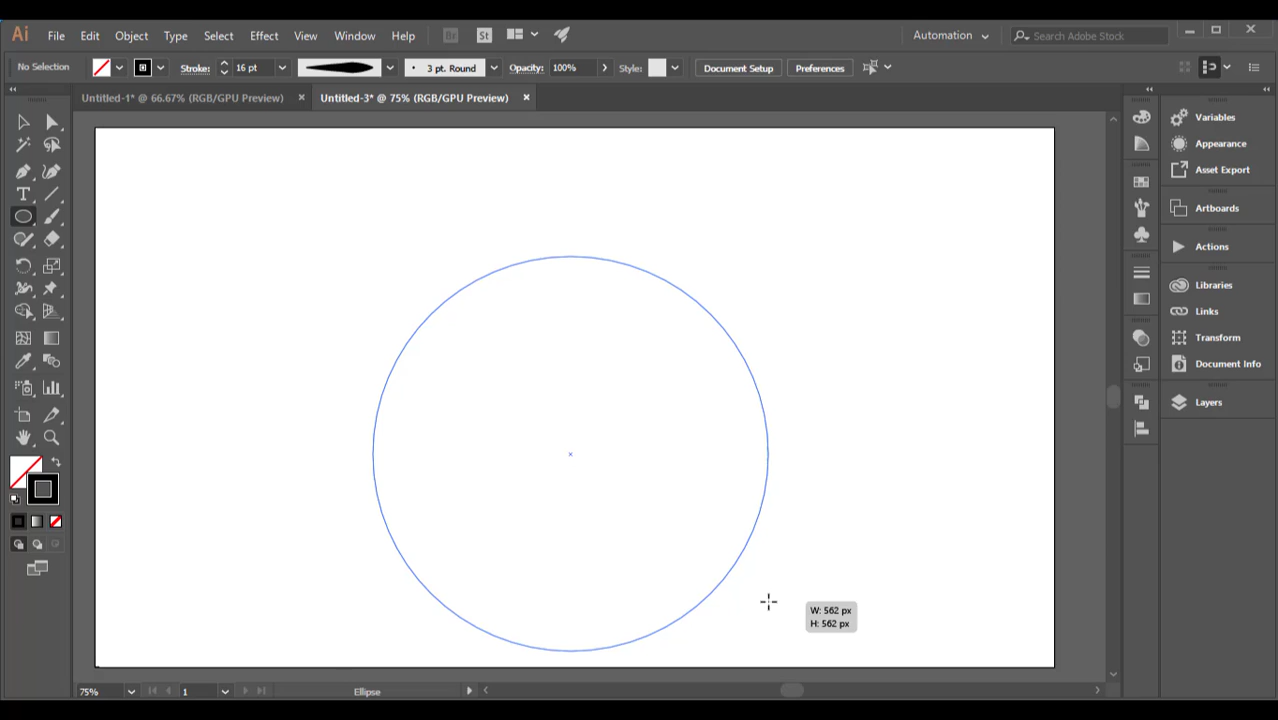 Ai File Edit Object Type Select Effect View Window Help Br St Automation Search Adobe Stock
No Selection Stroke: 16 pt 3 pt. Round Opacity: 100% Style: Document Setup Preferences
Untitled-1* @ 66.67% (RGB/GPU Preview) Untitled-3* @ 75% (RGB/GPU Preview)
Variables
Appearance
Asset Export
Artboards
Actions
Libraries
Links
Transform
Document Info
Layers
W: 562 px
H: 562 px
75% 1 Ellipse